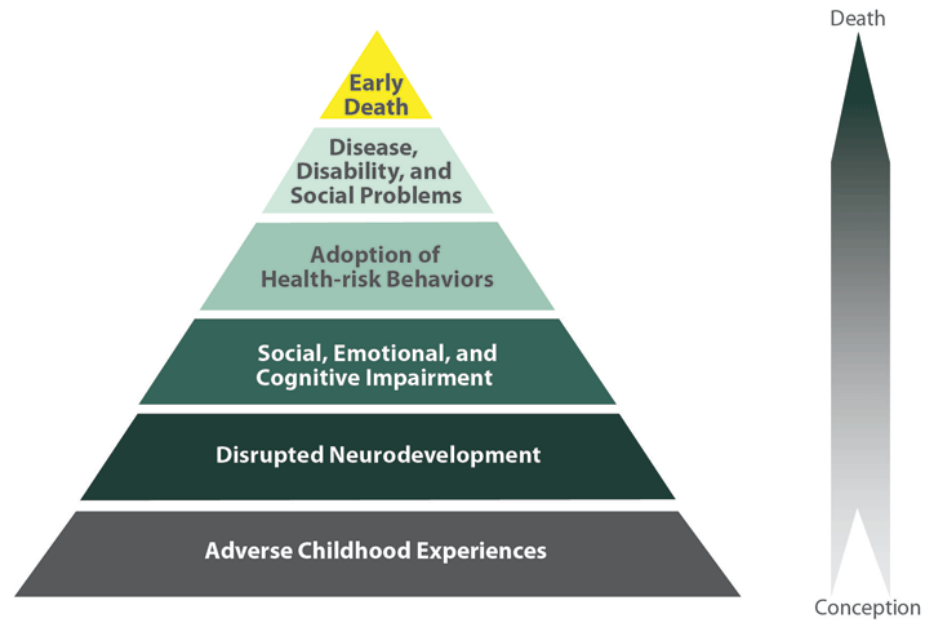 Death
Early
Death
Disease,
Disability, and
Social Problems
Adoption of
Health-risk Behaviors
Social, Emotional, and
Cognitive Impairment
Disrupted Neurodevelopment
Adverse Childhood Experiences
Conception